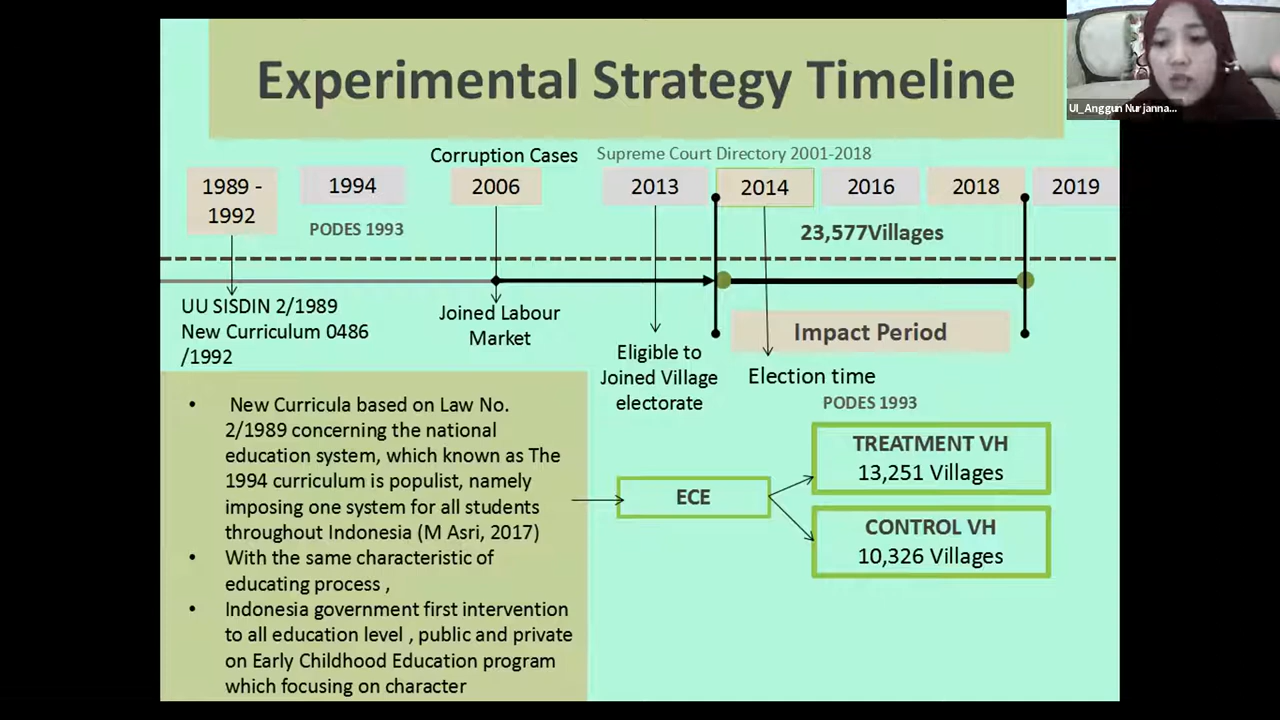 Experimental Strategy Timeline
UI_Anggun Nurjanna...
Corruption Cases
Supreme Court Directory 2001-2018
1989 -
1992
1994
2006
2013
2014
2016
2018
2019
PODES 1993
23,577Villages
UU SISDIN 2/1989
New Curriculum 0486
/1992
Joined Labour
Market
Eligible to
Joined Village
electorate
Impact Period
Election time
PODES 1993
• New Curricula based on Law No.
2/1989 concerning the national
education system, which known as The
1994 curriculum is populist, namely
imposing one system for all students
throughout Indonesia (M Asri, 2017)
• With the same characteristic of
educating process ,
• Indonesia government first intervention
to all education level , public and private
on Early Childhood Education program
which focusing on character
ECE
TREATMENT VH
13,251 Villages
CONTROL VH
10,326 Villages